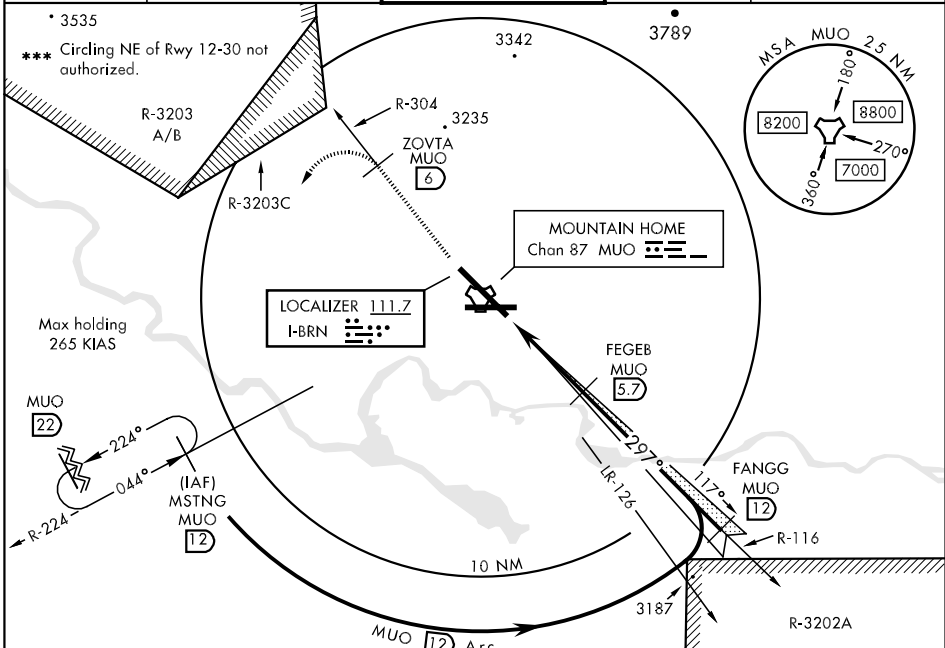 3535
*** Circling NE of Rwy 12-30 not
authorized.
R-3203
A/B
R-3203C
3342
3789
R-304
3235
ZOVTA
MUO
6
MSA MUO 25 NM
180°
8200
8800
270°
7000
360°
MOUNTAIN HOME
Chan 87 MUO
LOCALIZER 111.7
I-BRN
Max holding
265 KIAS
MUO
22
224°
044°
R-224
(IAF)
MSTNG
MUO
12
FEGEB
MUO
5.7
297°
LR-126
117°
FANGG
MUO
12
R-116
10 NM
3187
R-3202A
MUO 12 Arc